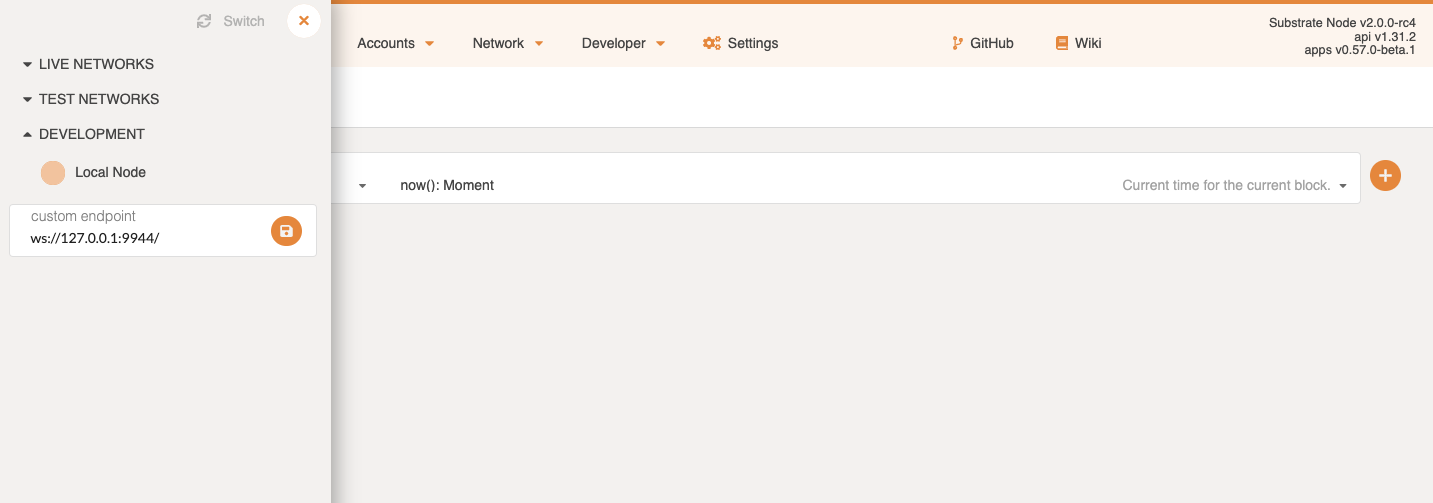 Switch
LIVE NETWORKS
TEST NETWORKS
DEVELOPMENT
Local Node
custom endpoint
ws://127.0.0.1:9944/
Accounts Network Developer Settings GitHub Wiki
Substrate Node v2.0.0-rc4
api v1.31.2
apps v0.57.0-beta.1
now(): Moment Current time for the current block.